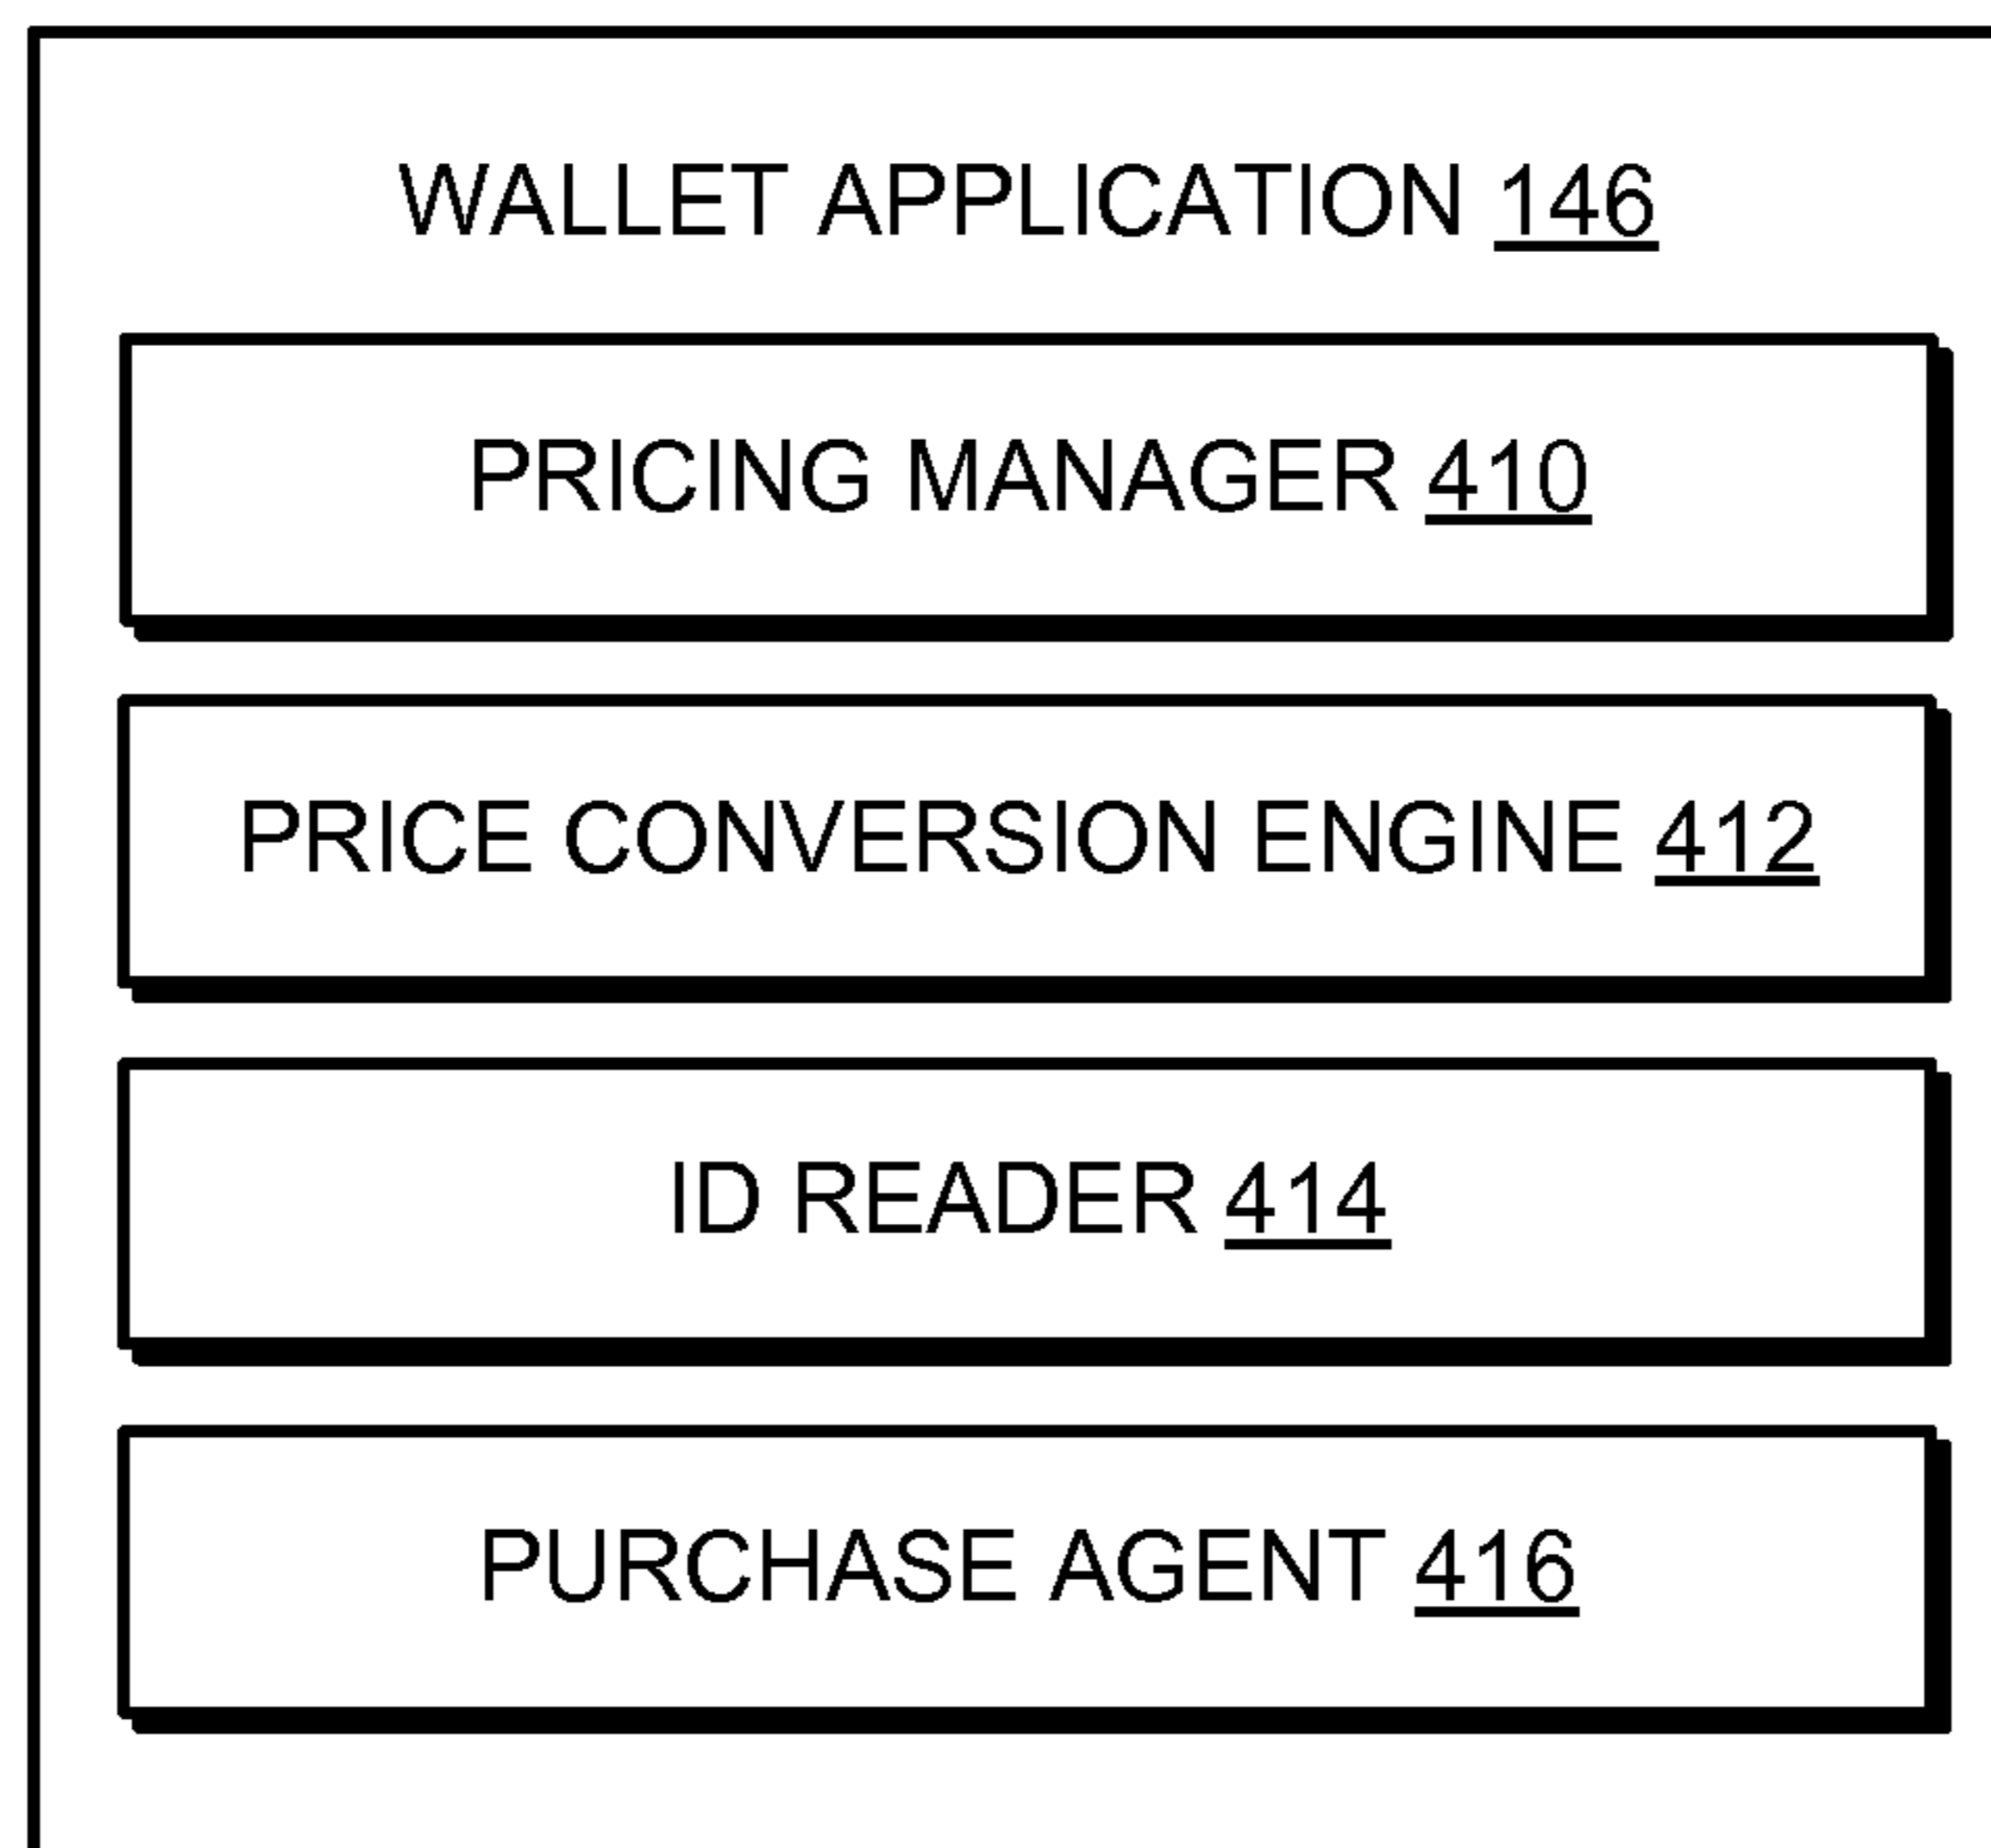 WALLET APPLICATION 146
PRICING MANAGER 410
PRICE CONVERSION ENGINE 412
ID READER 414
PURCHASE AGENT 416